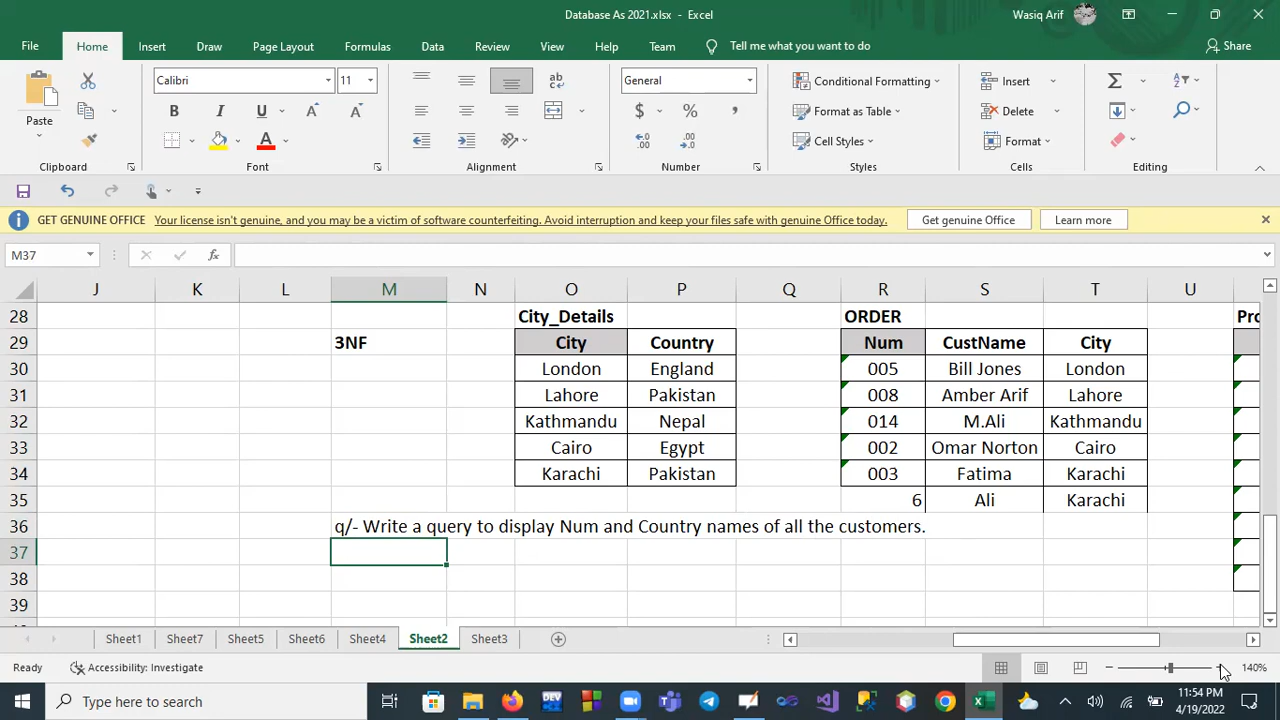 Database As 2021.xlsx - Excel
Wasiq Arif
File Home Insert Draw Page Layout Formulas Data Review View Help Team Tell me what you want to do Share
Calibri 11 General Conditional Formatting Insert
Paste Format as Table Delete
Cell Styles Format
Clipboard Font Alignment Number Styles Cells Editing
GET GENUINE OFFICE Your license isn't genuine, and you may be a victim of software counterfeiting. Avoid interruption and keep your files safe with genuine Office today. Get genuine Office Learn more
M37 fx
J K L M N O P Q R S T U
28 City_Details ORDER Pro
29 3NF City Country Num CustName City
30 London England 005 Bill Jones London
31 Lahore Pakistan 008 Amber Arif Lahore
32 Kathmandu Nepal 014 M.Ali Kathmandu
33 Cairo Egypt 002 Omar Norton Cairo
34 Karachi Pakistan 003 Fatima Karachi
35 6 Ali Karachi
36 q/- Write a query to display Num and Country names of all the customers.
37
38
39
Sheet1 Sheet7 Sheet5 Sheet6 Sheet4 Sheet2 Sheet3
Ready Accessibility: Investigate 140%
Type here to search
11:54 PM
4/19/2022